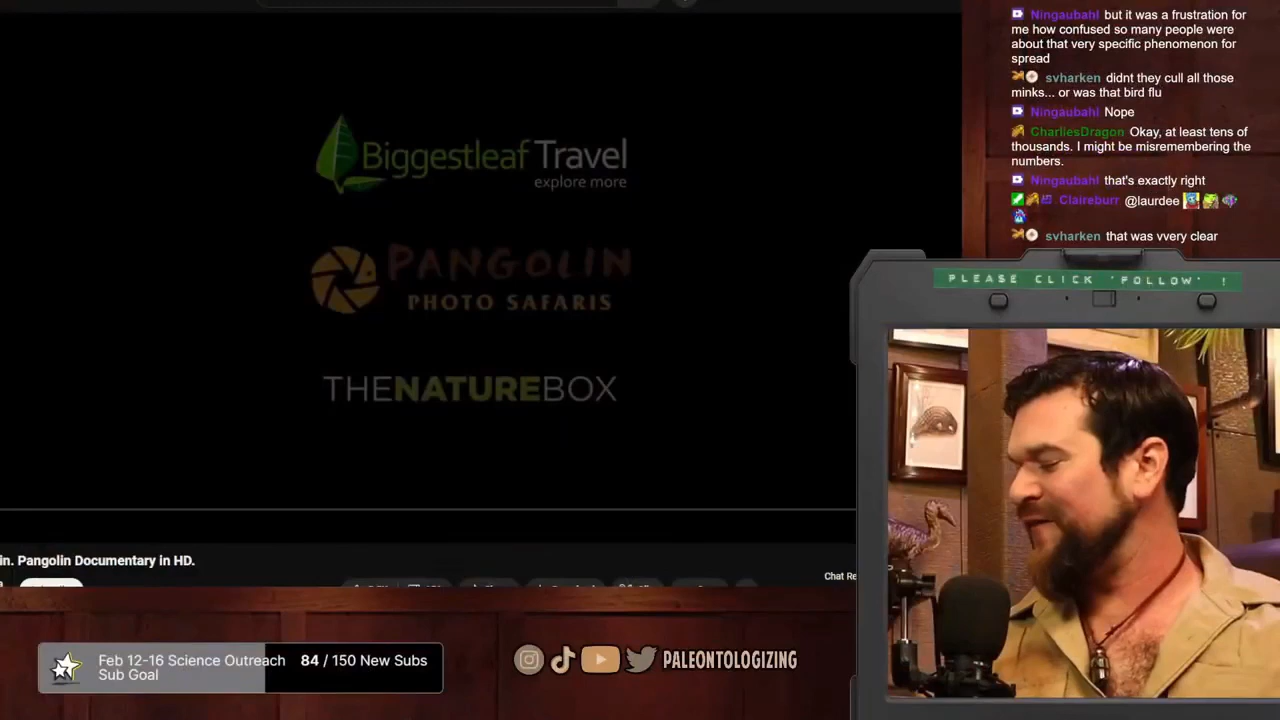 Ningaubahl but it was a frustration for
me how confused so many people were
about that very specific phenomenon for
spread
svharken didnt they cull all those
minks... or was that bird flu
Ningaubahl Nope
CharliesDragon Okay, at least tens of
thousands. I might be misremembering the
numbers.
Ningaubahl that's exactly right
Claireburr @laurdee
svharken that was vvery clear
Biggestleaf Travel
explore more
PANGOLIN
PHOTO SAFARIS
THENATUREBOX
PLEASE CLICK "FOLLOW" !
in. Pangolin Documentary in HD.
Chat Re
Feb 12-16 Science Outreach 84 / 150 New Subs
Sub Goal
PALEONTOLOGIZING